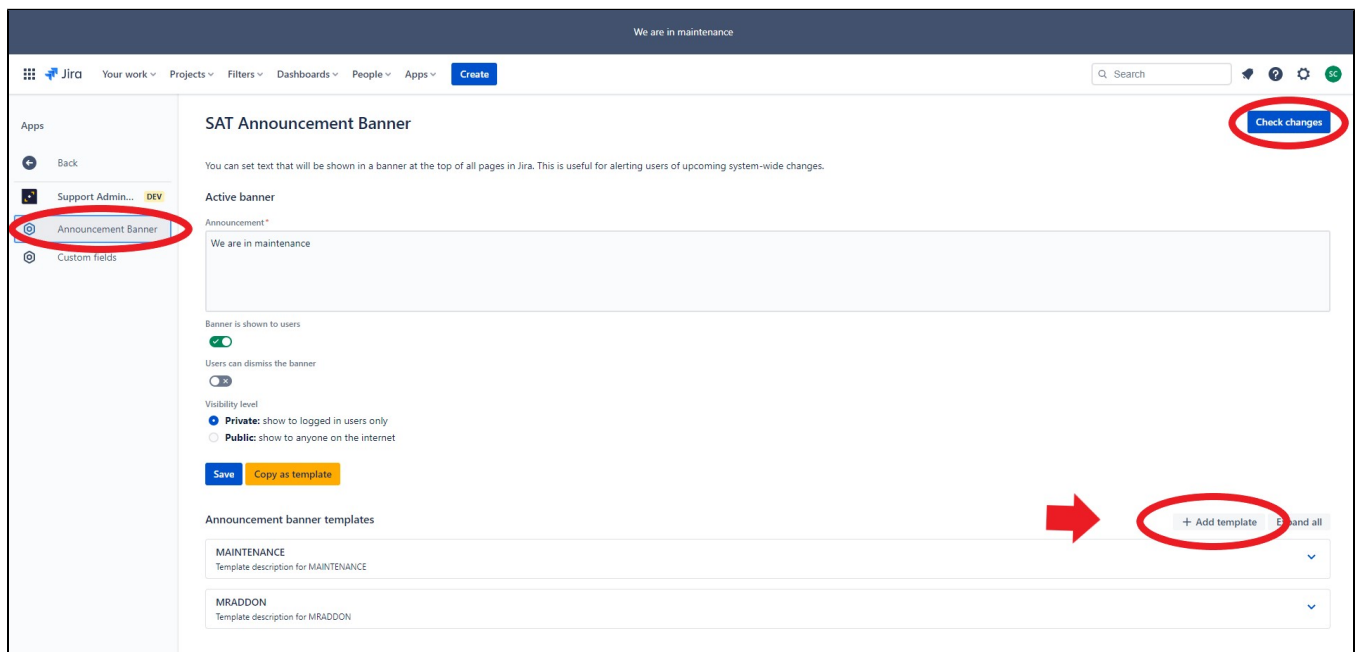 We are in maintenance
Jira Your work Projects Filters Dashboards People Apps Create Search SC
Apps
SAT Announcement Banner
Check changes
Back
You can set text that will be shown in a banner at the top of all pages in Jira. This is useful for alerting users of upcoming system-wide changes.
Support Admin... DEV
Active banner
Announcement Banner
Announcement *
We are in maintenance
Custom fields
Banner is shown to users
Users can dismiss the banner
Visibility level
Private: show to logged in users only
Public: show to anyone on the internet
Save Copy as template
Announcement banner templates
+ Add template Expand all
MAINTENANCE
Template description for MAINTENANCE
MRADDON
Template description for MRADDON